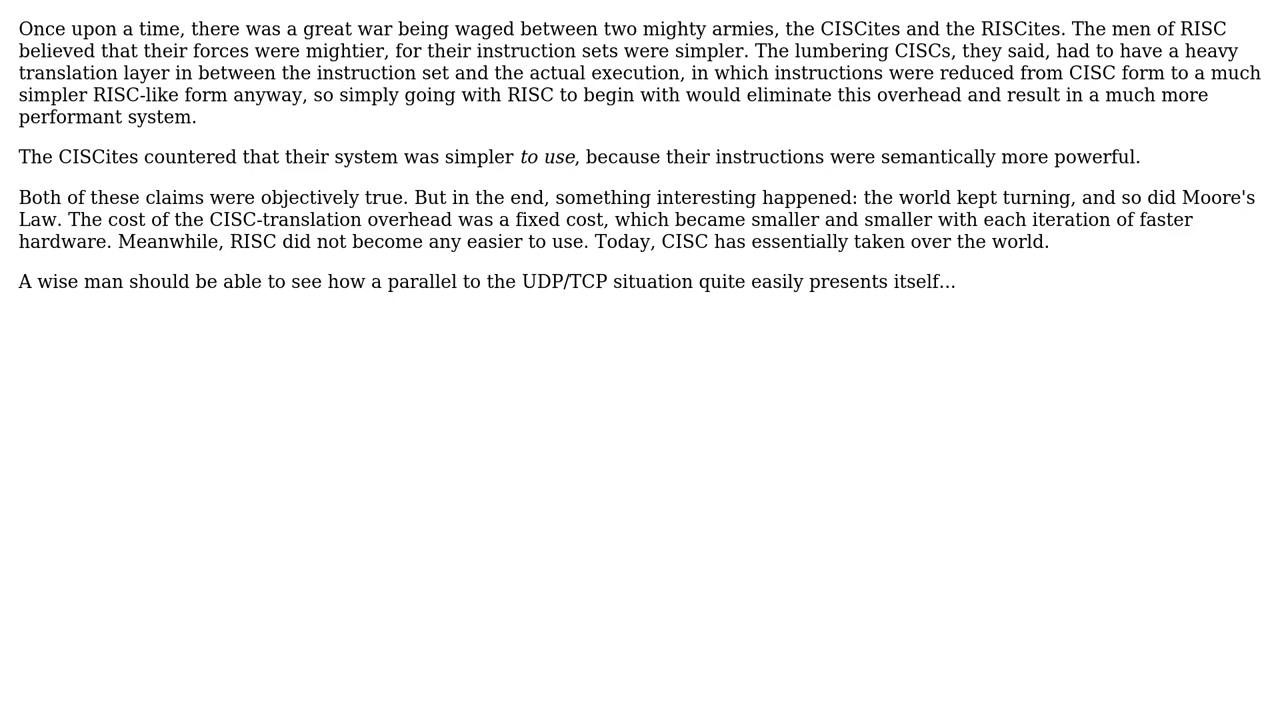 Once upon a time, there was a great war being waged between two mighty armies, the CISCites and the RISCites. The men of RISC
believed that their forces were mightier, for their instruction sets were simpler. The lumbering CISCs, they said, had to have a heavy
translation layer in between the instruction set and the actual execution, in which instructions were reduced from CISC form to a much
simpler RISC-like form anyway, so simply going with RISC to begin with would eliminate this overhead and result in a much more
performant system.
The CISCites countered that their system was simpler to use, because their instructions were semantically more powerful.
Both of these claims were objectively true. But in the end, something interesting happened: the world kept turning, and so did Moore's
Law. The cost of the CISC-translation overhead was a fixed cost, which became smaller and smaller with each iteration of faster
hardware. Meanwhile, RISC did not become any easier to use. Today, CISC has essentially taken over the world.
A wise man should be able to see how a parallel to the UDP/TCP situation quite easily presents itself...